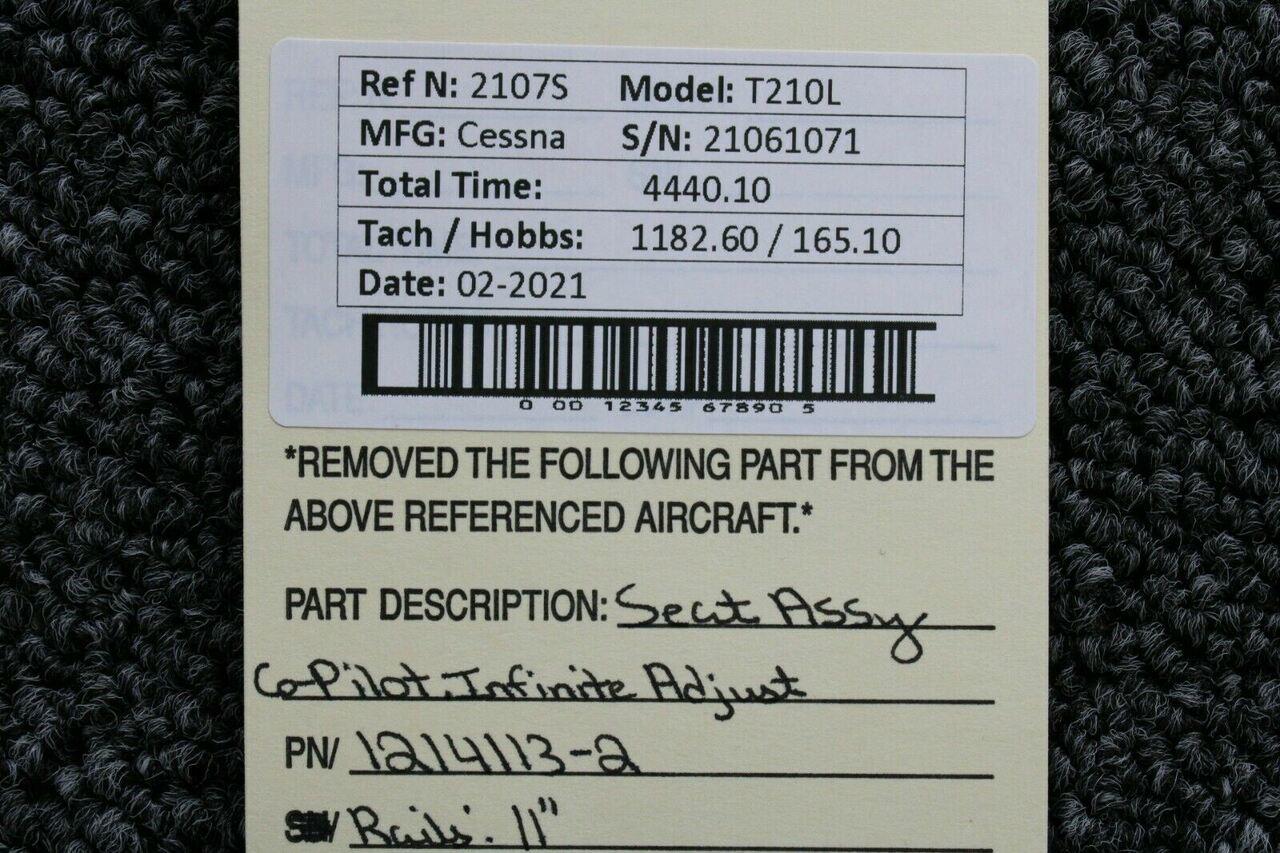 Ref N: 2107S Model: T210L
MFG: Cessna S/N: 21061071
Total Time: 4440.10
Tach / Hobbs: 1182.60 / 165.10
Date: 02-2021
0 00 12345 67890 5
*REMOVED THE FOLLOWING PART FROM THE
ABOVE REFERENCED AIRCRAFT.*
PART DESCRIPTION: Seat Assy
Co-Pilot, Infinite Adjust
PN/ 1214113-2
Rails: 11"